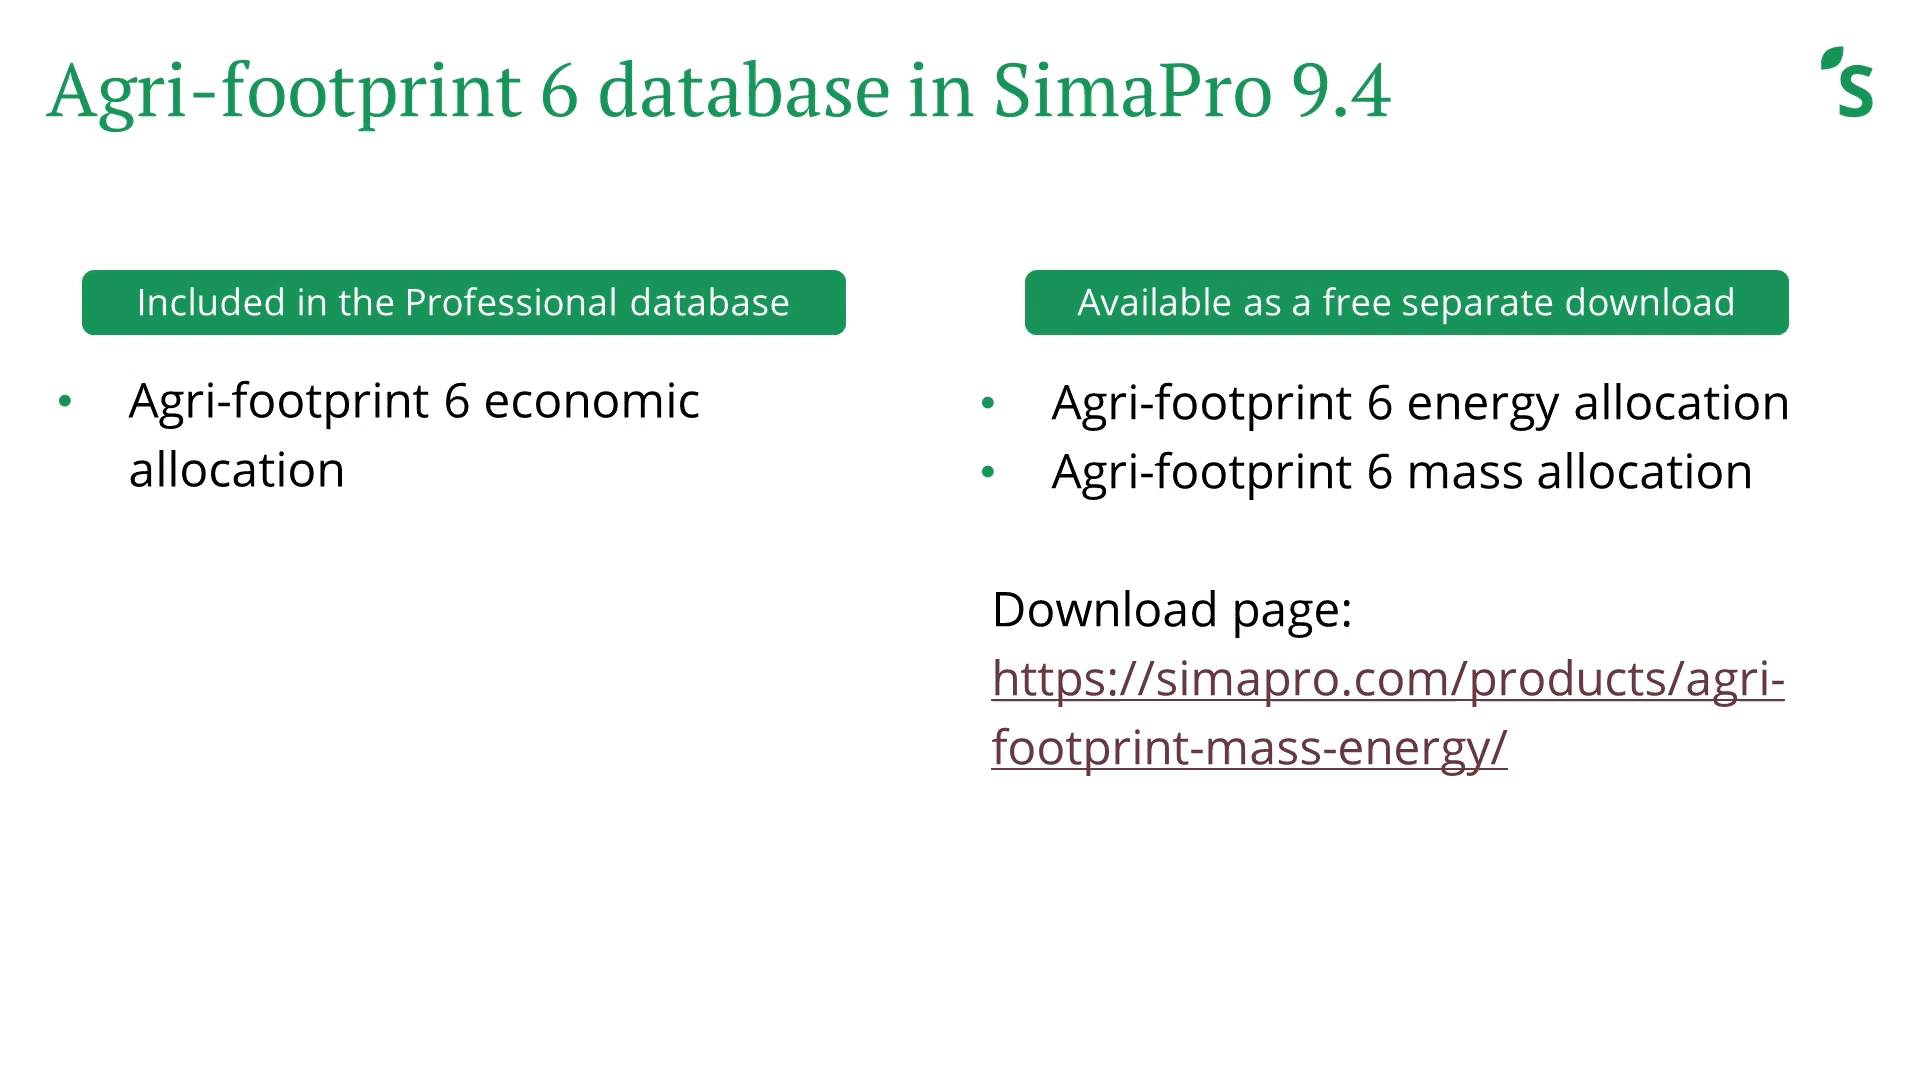 Agri-footprint 6 database in SimaPro 9.4
Included in the Professional database
• Agri-footprint 6 economic
allocation
Available as a free separate download
• Agri-footprint 6 energy allocation
• Agri-footprint 6 mass allocation
Download page:
https://simapro.com/products/agri-
footprint-mass-energy/